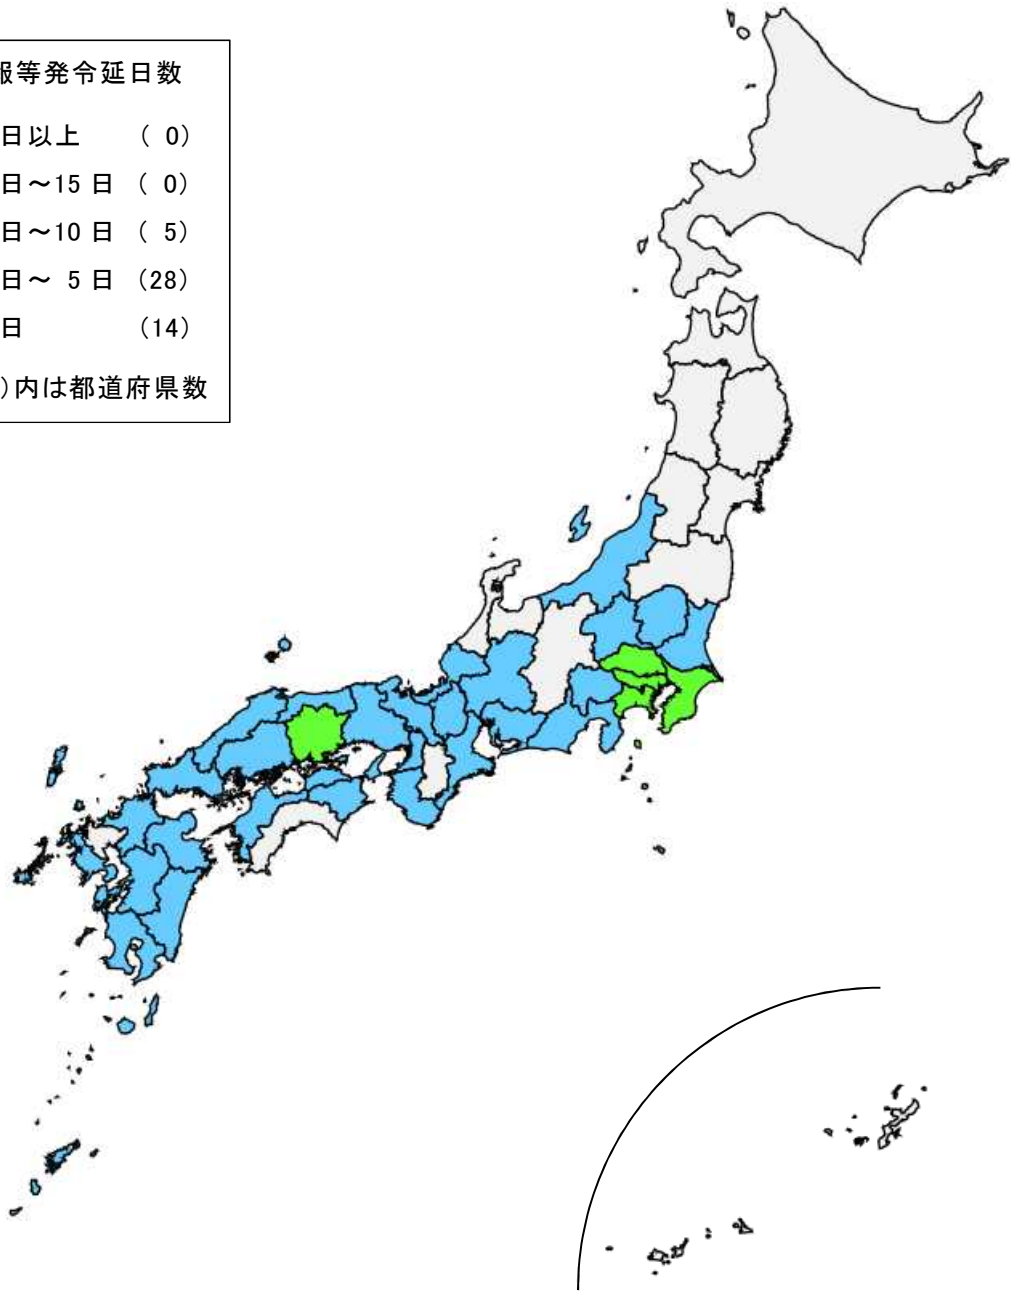 報等発令延日数
日以上 ( 0)
日～15 日 ( 0)
日～10 日 ( 5)
日～ 5 日 (28)
日 (14)
)内は都道府県数